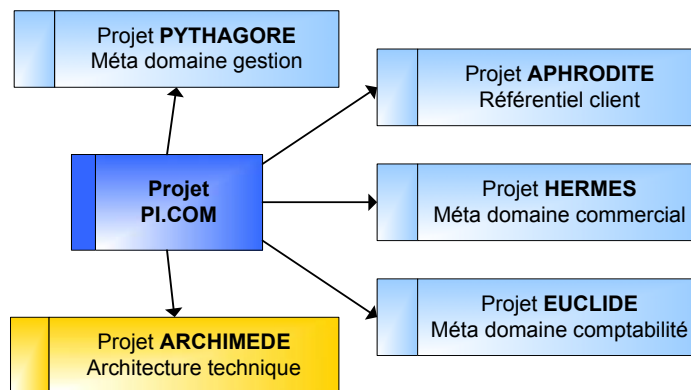 Projet PYTHAGORE
Méta domaine gestion
Projet APHRODITE
Référentiel client
Projet
PI.COM
Projet HERMES
Méta domaine commercial
Projet EUCLIDE
Méta domaine comptabilité
Projet ARCHIMEDE
Architecture technique